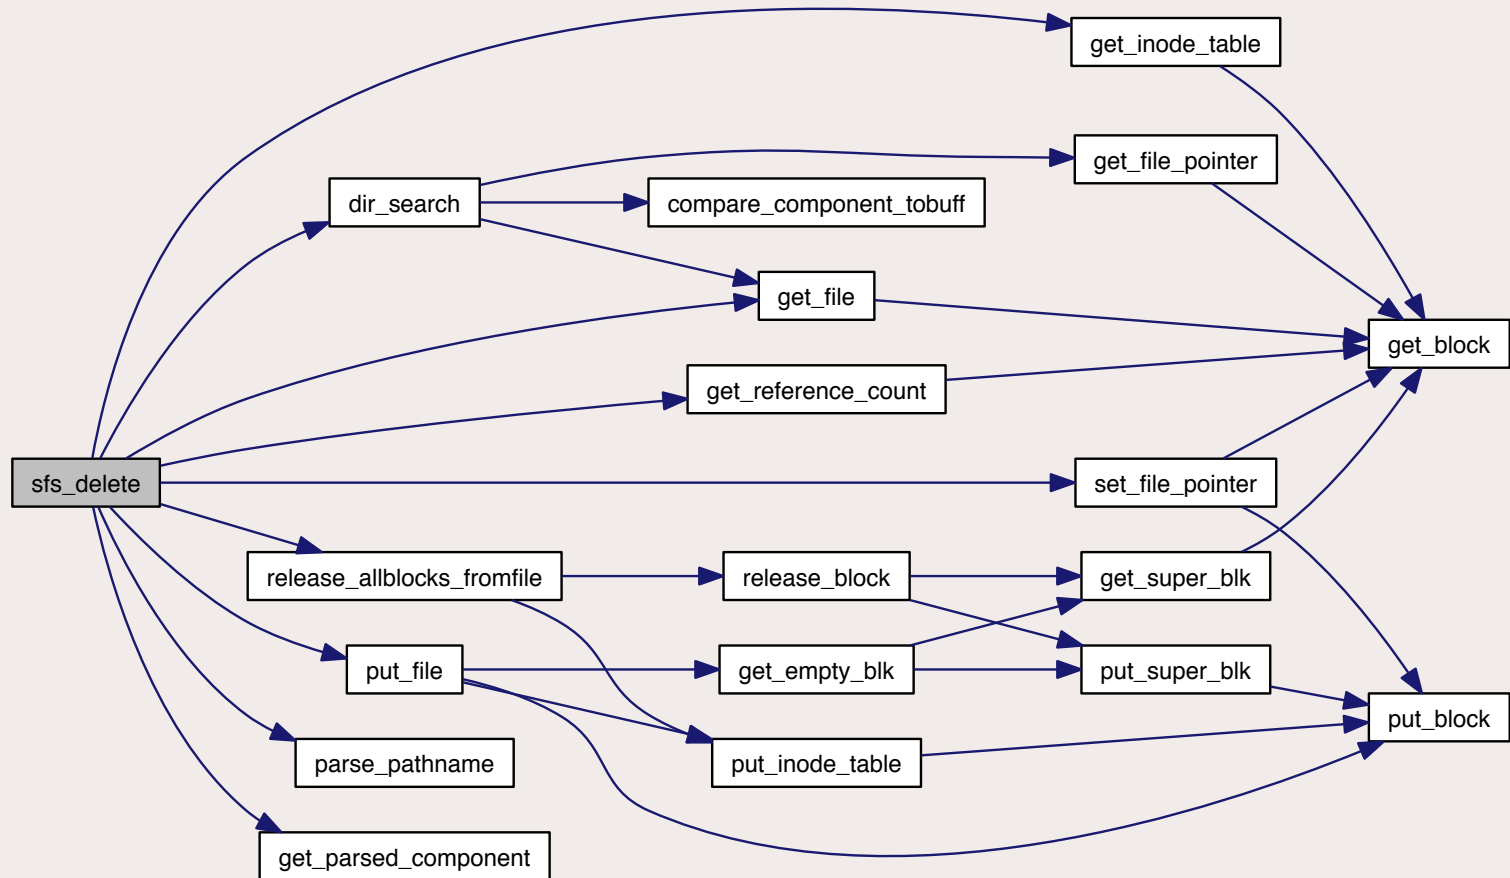 get_inode_table
get_file_pointer
dir_search
compare_component_tobuff
get_file
get_block
get_reference_count
sfs_delete
set_file_pointer
release_allblocks_fromfile
release_block
get_super_blk
put_file
get_empty_blk
put_super_blk
put_block
parse_pathname
put_inode_table
get_parsed_component